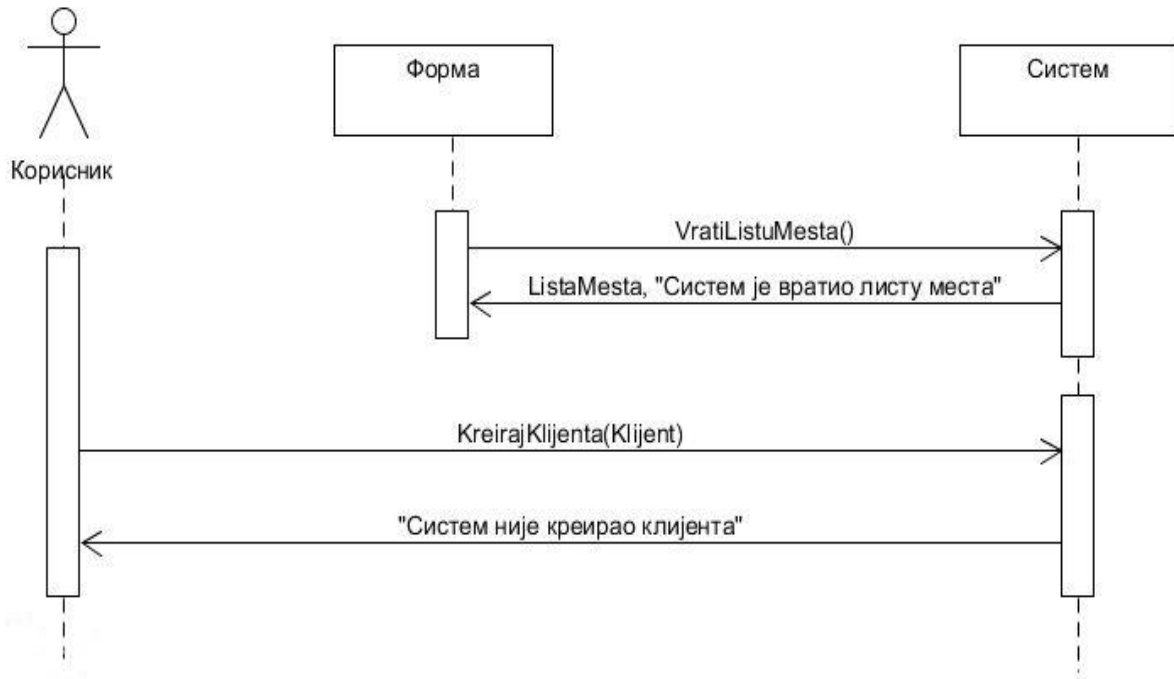 Форма
Систем
Корисник
VratiListuMesta()
ListaMesta, "Систем је вратио листу места"
KreirajKlijenta(Klijent)
"Систем није креирао клијента"